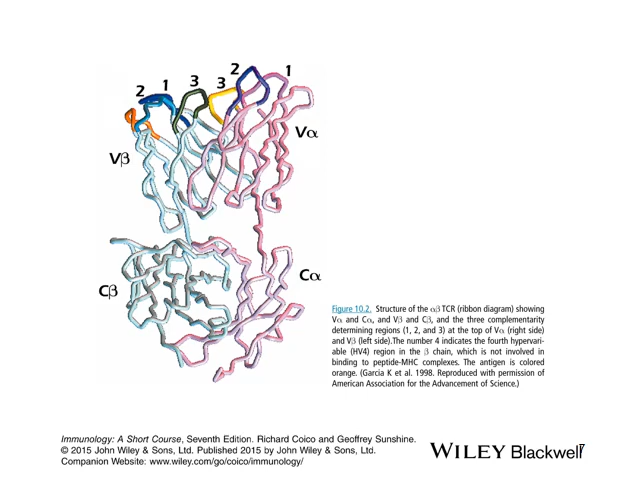 2 1 3 3 2 1
Vα
Vβ
Cα
Cβ
Figure 10.2. Structure of the αβ TCR (ribbon diagram) showing
Vα and Cα, and Vβ and Cβ, and the three complementarity
determining regions (1, 2, and 3) at the top of Vα (right side)
and Vβ (left side).The number 4 indicates the fourth hypervari-
able (HV4) region in the β chain, which is not involved in
binding to peptide-MHC complexes. The antigen is colored
orange. (Garcia K et al. 1998. Reproduced with permission of
American Association for the Advancement of Science.)
Immunology: A Short Course, Seventh Edition. Richard Coico and Geoffrey Sunshine.
© 2015 John Wiley & Sons, Ltd. Published 2015 by John Wiley & Sons, Ltd.
Companion Website: www.wiley.com/go/coico/immunology/
WILEY Blackwell
7